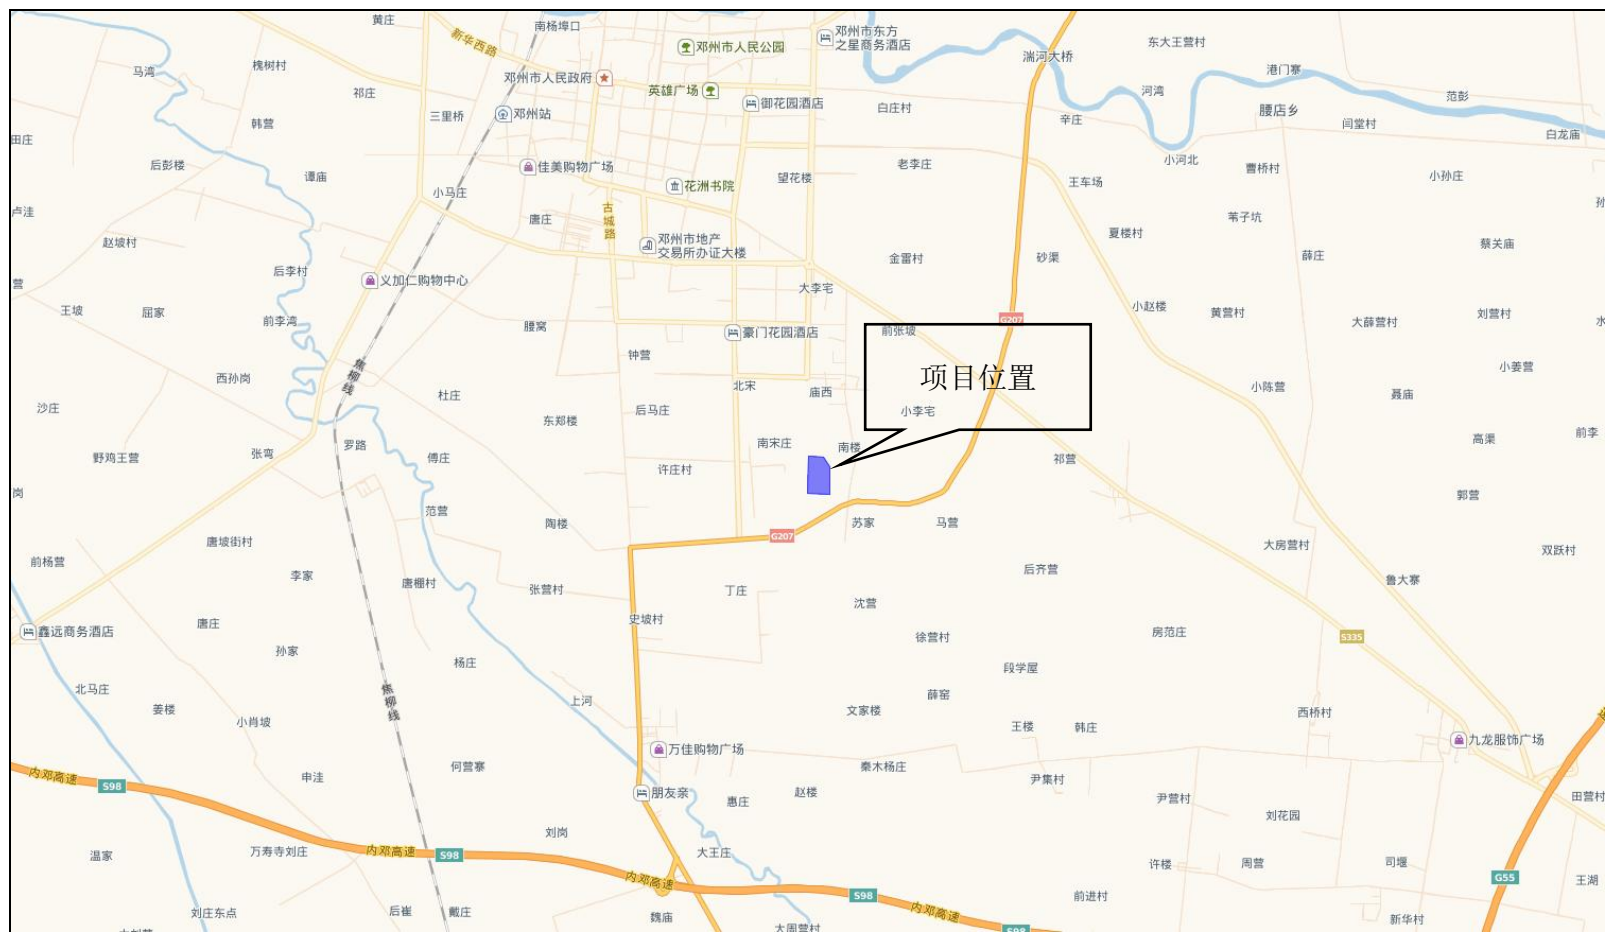 黄庄
南杨埠口
新华西路
邓州市人民公园
邓州市东方
之星商务酒店
湍河大桥
东大王营村
马湾
槐树村
祁庄
邓州市人民政府
英雄广场
御花园酒店
白庄村
港门寨
河湾
腰店乡
范彭
闫堂村
白龙庙
田庄
韩营
三里桥
邓州站
辛庄
后彭楼
谭庙
佳美购物广场
花洲书院
望花楼
老李庄
小河北
曹桥村
王车场
小孙庄
小马庄
卢洼
唐庄
古城路
苇子坑
孙
赵坡村
邓州市地产
交易所办证大楼
金雷村
砂渠
夏楼村
薛庄
蔡关庙
后李村
义加仁购物中心
营
大李宅
王坡
屈家
前李湾
腰窝
豪门花园酒店
前张坡
G207
小赵楼
黄营村
大薛营村
刘营村
水
焦柳线
钟营
项目位置
西孙岗
杜庄
北宋
庙西
小陈营
聂庙
小姜营
沙庄
东郑楼
后马庄
小李宅
野鸡王营
张弯
罗路
傅庄
许庄村
南宋庄
南楼
祁营
高渠
前李
岗
范营
陶楼
苏家
马营
郭营
前杨营
唐坡街村
G207
大房营村
双跃村
李家
唐棚村
张营村
丁庄
沈营
后齐营
鲁大寨
鑫远商务酒店
唐庄
史坡村
徐营村
房范庄
S335
孙家
杨庄
段学屋
北马庄
姜楼
小肖坡
焦柳线
上河
文家楼
薛窑
王楼
韩庄
西桥村
九龙服饰广场
万佳购物广场
内邓高速
S98
申洼
何营寨
秦木杨庄
尹集村
朋友亲
惠庄
赵楼
尹营村
刘花园
田营村
刘岗
温家
万寿寺刘庄
内邓高速
S98
大王庄
许楼
周营
司堰
内邓高速
S98
前进村
G55
王湖
刘庄东点
后崔
戴庄
魏庙
内邓高速
新华村
大周营村
S98